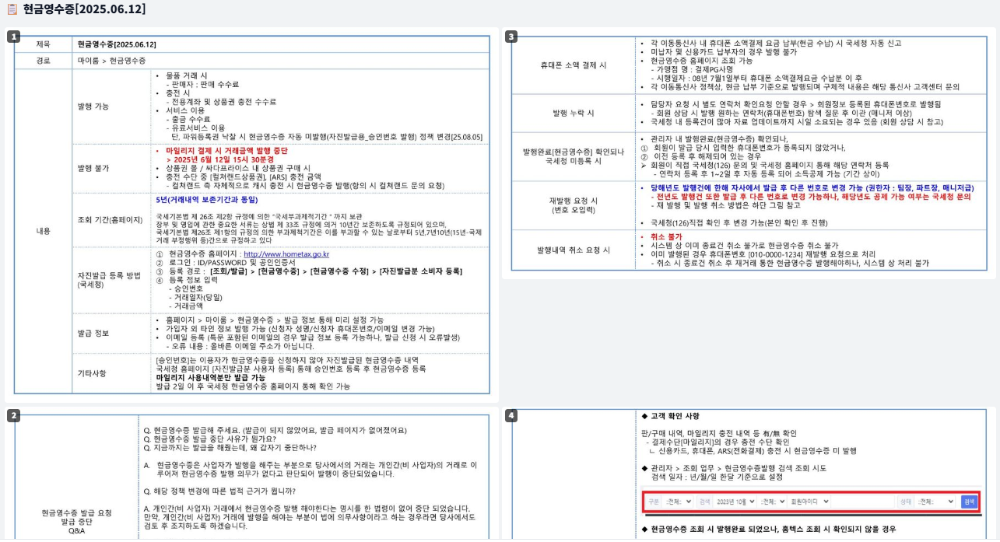 현금영수증[2025.06.12]
1
제목
현금영수증[2025.06.12]
경로
마이룸 > 현금영수증
내용
발행 가능
• 물품 거래 시
- 판매자 : 판매 수수료
• 충전 시
- 전용계좌 및 상품권 충전 수수료
• 서비스 이용
- 출금 수수료
- 유료서비스 이용
단, 파워등록권 낙찰 시 현금영수증 자동 미발행(자진발급용_승인번호 발행) 정책 변경[25.08.05]
발행 불가
• 마일리지 결제 시 거래금액 발행 중단
> 2025년 6월 12일 15시 30분경
• 상품권 몰 / 싸다프라이스 내 상품권 구매 시
• 충전 수단 중 [컬쳐랜드상품권], [ARS] 충전 금액
- 컬쳐랜드 측 자체적으로 캐시 충전 시 현금영수증 발행(항의 시 컬쳐랜드 문의 요청)
조회 기간(홈페이지)
5년(거래내역 보존기간과 동일)
국세기본법 제 26조 제2항 규정에 의한 "국세부과제척기간 " 까지 보관
장부 및 영업에 관한 중요한 서류는 상법 제 33조 규정에 의거 10년간 보존하도록 규정되어 있으며,
국세기본법 제26조 제1항의 규정의 의한 부과제척기간은 이를 부과할 수 있는 날로부터 5년,7년10년(15년-국제
거래 부정행위 등)간으로 규정하고 있다
자진발급 등록 방법
(국세청)
① 현금영수증 홈페이지 : http://www.hometax.go.kr
② 로그인 : ID/PASSWORD 및 공인인증서
③ 등록 경로 : [조회/발급] > [현금영수증] > [현금영수증 수정] > [자진발급분 소비자 등록]
④ 등록 정보 입력
- 승인번호
- 거래일자(당일)
- 거래금액
발급 정보
• 홈페이지 > 마이룸 > 현금영수증 > 발급 정보 통해 미리 설정 가능
• 가입자 외 타인 정보 발행 가능 (신청자 성명/신청자 휴대폰번호/이메일 변경 가능)
• 이메일 등록 (특문 포함된 이메일의 경우 발급 정보 등록 가능하나, 발급 신청 시 오류발생)
- 오류 내용 : 올바른 이메일 주소가 아닙니다.
기타사항
[승인번호]는 이용자가 현금영수증을 신청하지 않아 자진발급된 현금영수증 내역
국세청 홈페이지 [자진발급분 사용자 등록] 통해 승인번호 등록 후 현금영수증 등록
마일리지 사용내역분만 발급 가능
발급 2일 이 후 국세청 현금영수증 홈페이지 통해 확인 가능
2
현금영수증 발급 요청
발급 중단
Q&A
Q. 현금영수증 발급해 주세요. (발급이 되지 않았어요, 발급 페이지가 없어졌어요)
Q. 현금영수증 발급 중단 사유가 뭔가요?
Q. 지금까지는 발급을 해줬는데, 왜 갑자기 중단하나?
A. 현금영수증은 사업자가 발행을 해주는 부분으로 당사에서의 거래는 개인간(비 사업자)의 거래로 이
루어져 현금영수증 발행 의무가 없다고 판단되어 발행이 중단되었습니다.
Q. 해당 정책 변경에 따른 법적 근거가 뭡니까?
A. 개인간(비사업자) 거래에서 현금영수증 발행 해야한다는 명시를 한 법령이 없어 중단 되었습니다.
만약, 개인간(비 사업자) 거래에 발행을 해야는 부분이 법에 의무사항이라고 하는 경우라면 당사에서도
검토 후 조치하도록 하겠습니다.
3
휴대폰 소액 결제 시
• 각 이동통신사 내 휴대폰 소액결제 요금 납부(현금 수납) 시 국세청 자동 신고
• 미납자 및 신용카드 납부자의 경우 발행 불가
• 현금영수증 홈페이지 조회 가능
- 가맹점 명 : 결제PG사명
- 시행일자 : 08년 7월1일부터 휴대폰 소액결제요금 수납분 이 후
• 각 이동통신사 정책상, 현금 납부 기준으로 발행되며 구체적 내용은 해당 통신사 고객센터 문의
발행 누락 시
• 담당자 요청 시 별도 연락처 확인요청 안할 경우 > 회원정보 등록된 휴대폰번호로 발행됨
- 회원 상담 시 발행 원하는 연락처(휴대폰번호) 탐색 질문 후 이관 (매니저 이상)
• 국세청 내 등록건이 많아 자료 업데이트까지 시일 소요되는 경우 있음 (회원 상담 시 참고)
발행완료[현금영수증] 확인되나
국세청 미등록 시
• 관리자 내 발행완료(현금영수증) 확인되나,
① 회원이 발급 당시 입력한 휴대폰번호가 등록되지 않았거나,
② 이전 등록 후 해제되어 있는 경우
➢ 회원이 직접 국세청(126) 문의 및 국세청 홈페이지 통해 해당 연락처 등록
- 연락처 등록 후 1~2일 후 자동 등록 되어 소득공제 가능 (기간 상이)
재발행 요청 시
(번호 오입력)
• 당해년도 발행건에 한해 자사에서 발급 후 다른 번호로 변경 가능 (권한자 : 팀장, 파트장, 매니저급)
- 전년도 발행건 또한 발급 후 다른 번호로 변경 가능하나, 해당년도 공제 가능 여부는 국세청 문의
- 재 발행 및 발행 취소 방법은 하단 그림 참고
• 국세청(126)직접 확인 후 변경 가능(본인 확인 후 진행)
발행내역 취소 요청 시
• 취소 불가
• 시스템 상 이미 종료건 취소 불가로 현금영수증 취소 불가
• 이미 발행된 경우 휴대폰번호 [010-0000-1234] 재발행 요청으로 처리
- 취소 시 종료건 취소 후 재거래 통한 현금영수증 발행해야하나, 시스템 상 처리 불가
4
◆ 고객 확인 사항
판/구매 내역, 마일리지 충전 내역 등 有/無 확인
- 결제수단[마일리지]의 경우 충전 수단 확인
ㄴ 신용카드, 휴대폰, ARS(전화결제) 충전 시 현금영수증 미 발행
◆ 관리자 > 조회 업무 > 현금영수증발행 검색 조회 시도
검색 일자 : 년/월/일 한달 기준으로 설정
구분 ::전체:: 검색 2023년 10월 ::전체:: 회원아이디 상태 ::전체:: 검색
◆ 현금영수증 조회 시 발행완료 되었으나, 홈텍스 조회 시 확인되지 않을 경우